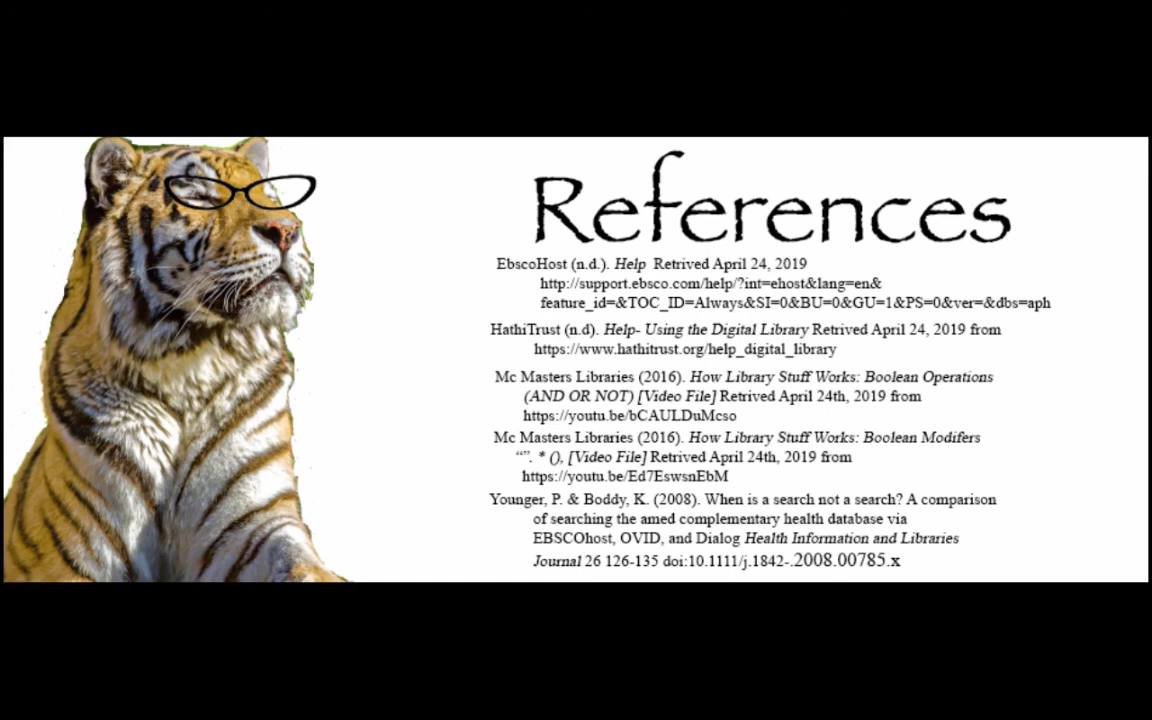 References
EbscoHost (n.d.). Help Retrived April 24, 2019
http://support.ebsco.com/help/?int=ehost&lang=en&
feature_id=&TOC_ID=Always&SI=0&BU=0&GU=1&PS=0&ver=&dbs=aph
HathiTrust (n.d). Help- Using the Digital Library Retrived April 24, 2019 from
https://www.hathitrust.org/help_digital_library
Mc Masters Libraries (2016). How Library Stuff Works: Boolean Operations
(AND OR NOT) [Video File] Retrived April 24th, 2019 from
https://youtu.be/bCAULDuMcso
Mc Masters Libraries (2016). How Library Stuff Works: Boolean Modifers
“”. * (), [Video File] Retrived April 24th, 2019 from
https://youtu.be/Ed7EswsnEbM
Younger, P. & Boddy, K. (2008). When is a search not a search? A comparison
of searching the amed complementary health database via
EBSCOhost, OVID, and Dialog Health Information and Libraries
Journal 26 126-135 doi:10.1111/j.1842-.2008.00785.x